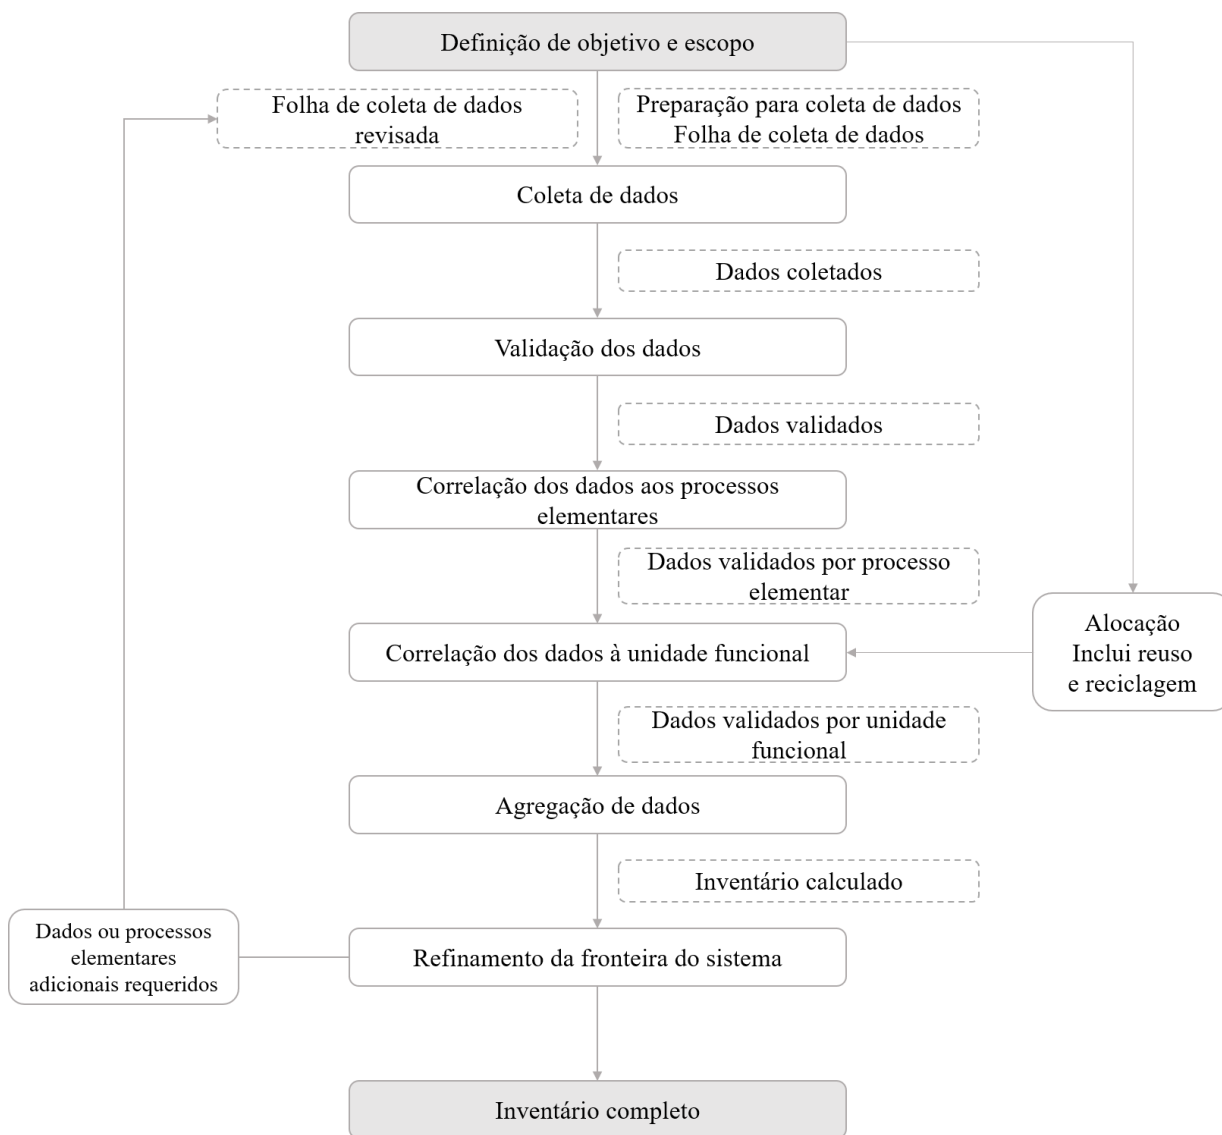 Definição de objetivo e escopo
Folha de coleta de dados
revisada
Preparação para coleta de dados
Folha de coleta de dados
Coleta de dados
Dados coletados
Validação dos dados
Dados validados
Correlação dos dados aos processos
elementares
Dados validados por processo
elementar
Alocação
Inclui reuso
e reciclagem
Correlação dos dados à unidade funcional
Dados validados por unidade
funcional
Agregação de dados
Inventário calculado
Dados ou processos
elementares
adicionais requeridos
Refinamento da fronteira do sistema
Inventário completo